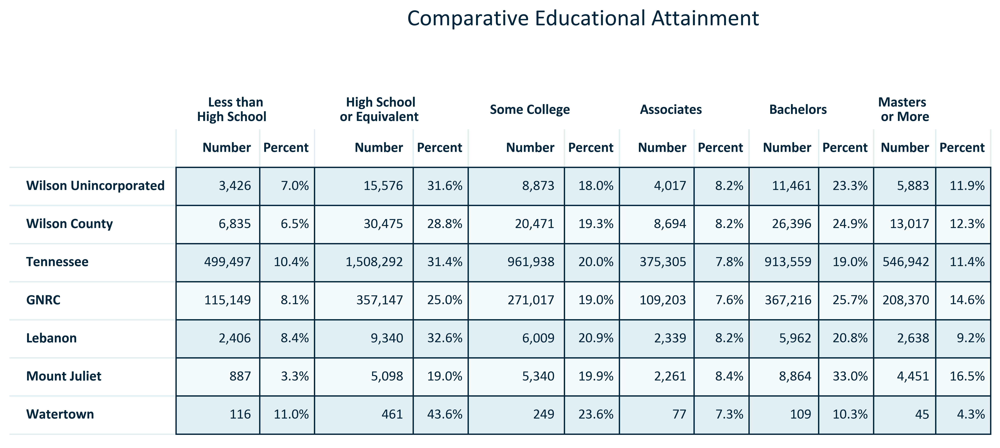 Comparative Educational Attainment
Less than
High School
High School
or Equivalent
Some College
Associates
Bachelors
Masters
or More
Number Percent Number Percent Number Percent Number Percent Number Percent Number Percent
Wilson Unincorporated 3,426 7.0% 15,576 31.6% 8,873 18.0% 4,017 8.2% 11,461 23.3% 5,883 11.9%
Wilson County 6,835 6.5% 30,475 28.8% 20,471 19.3% 8,694 8.2% 26,396 24.9% 13,017 12.3%
Tennessee 499,497 10.4% 1,508,292 31.4% 961,938 20.0% 375,305 7.8% 913,559 19.0% 546,942 11.4%
GNRC 115,149 8.1% 357,147 25.0% 271,017 19.0% 109,203 7.6% 367,216 25.7% 208,370 14.6%
Lebanon 2,406 8.4% 9,340 32.6% 6,009 20.9% 2,339 8.2% 5,962 20.8% 2,638 9.2%
Mount Juliet 887 3.3% 5,098 19.0% 5,340 19.9% 2,261 8.4% 8,864 33.0% 4,451 16.5%
Watertown 116 11.0% 461 43.6% 249 23.6% 77 7.3% 109 10.3% 45 4.3%